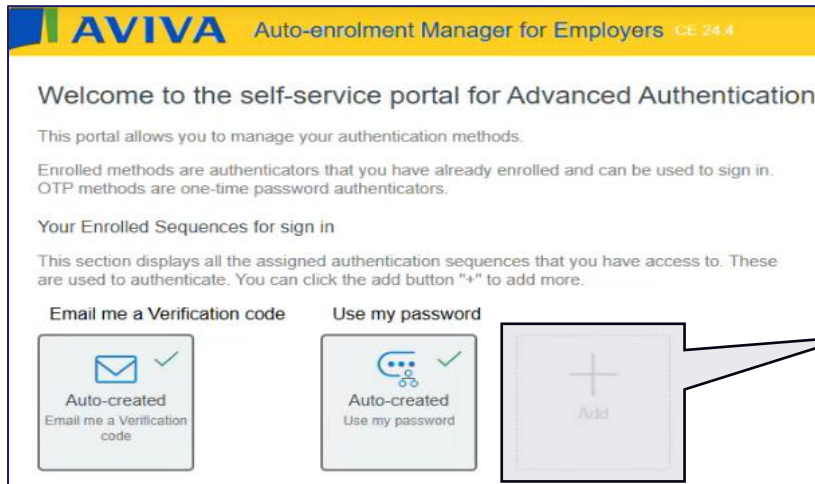 AVIVA Auto-enrolment Manager for Employers CE 24.4
Welcome to the self-service portal for Advanced Authentication
This portal allows you to manage your authentication methods.
Enrolled methods are authenticators that you have already enrolled and can be used to sign in.
OTP methods are one-time password authenticators.
Your Enrolled Sequences for sign in
This section displays all the assigned authentication sequences that you have access to. These
are used to authenticate. You can click the add button "+" to add more.
Email me a Verification code
Use my password
Auto-created
Email me a Verification
code
Auto-created
Use my password
Add